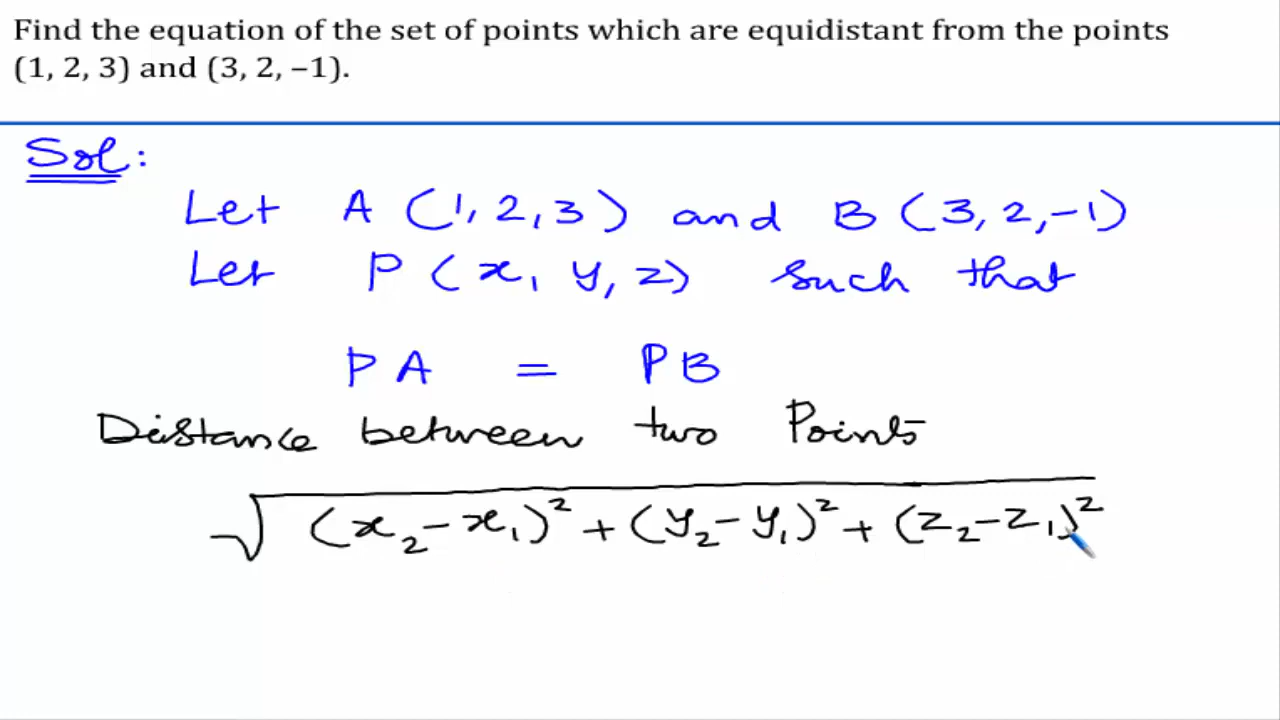 Find the equation of the set of points which are equidistant from the points
(1, 2, 3) and (3, 2, –1).
Sol:
Let A (1, 2, 3) and B (3, 2, -1)
Let P (x, y, z) such that
PA = PB
Distance between two Points
√((x₂ - x₁)² + (y₂ - y₁)² + (z₂ - z₁)²)